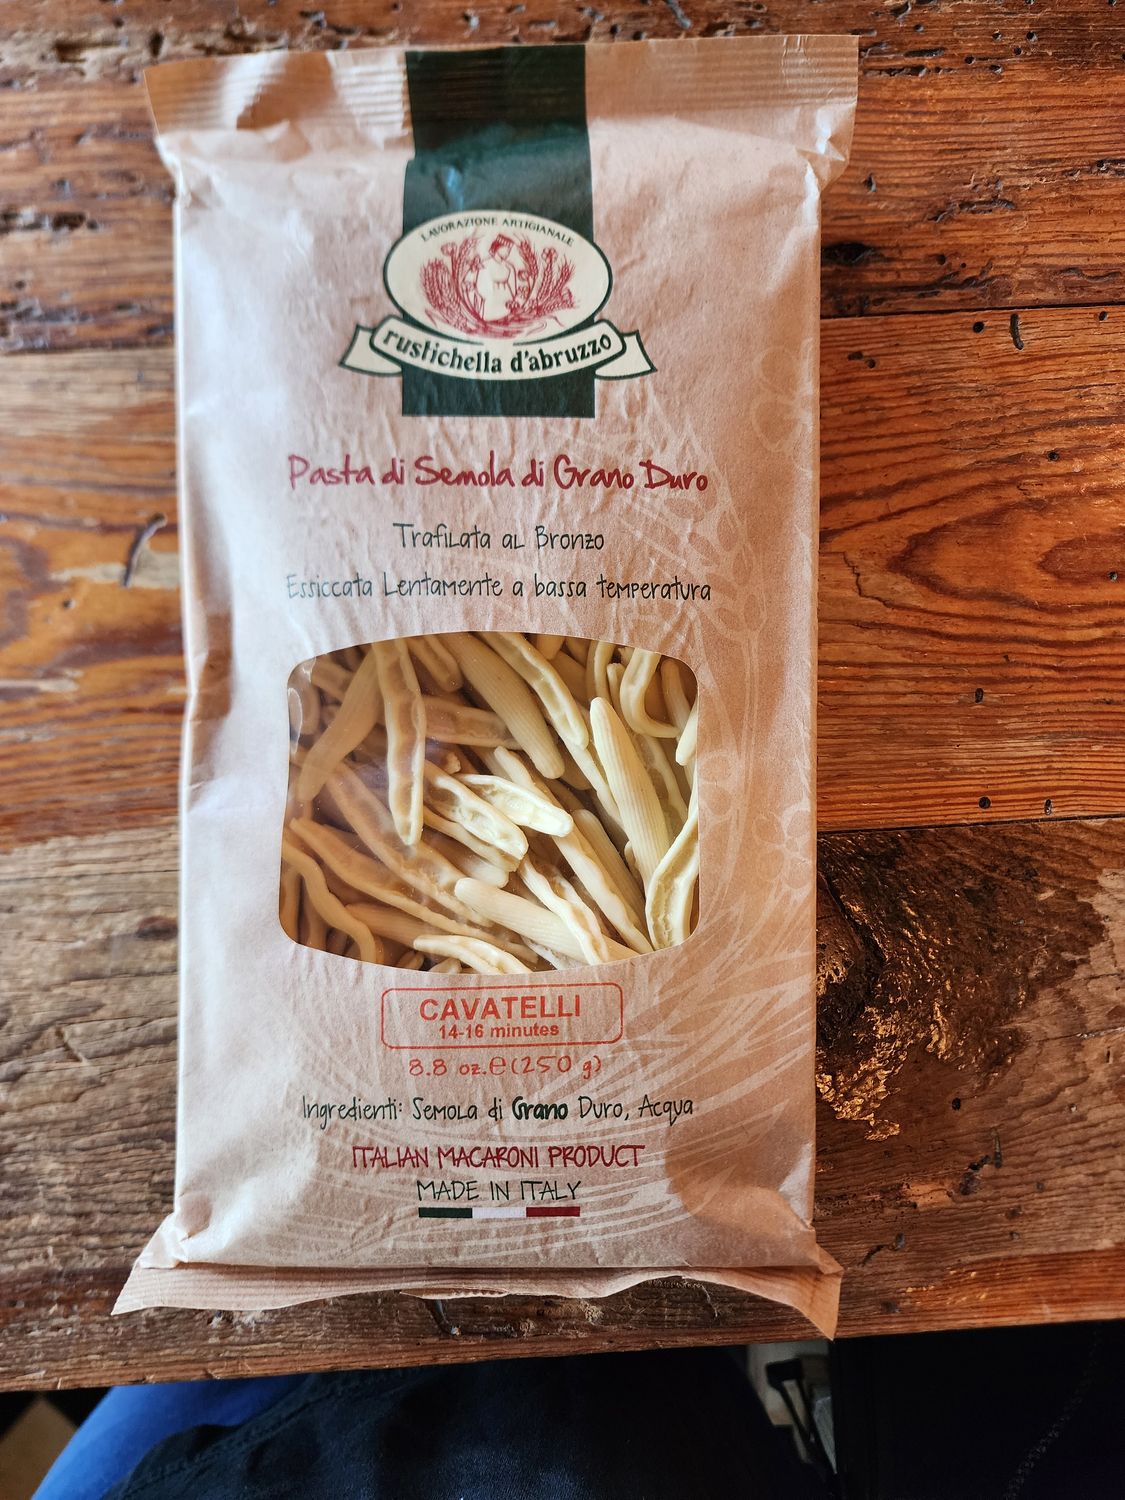 LAVORAZIONE ARTIGIANALE
rustichella d'abruzzo
Pasta di Semola di Grano Duro
Trafilata al Bronzo
Essiccata Lentamente a bassa temperatura
CAVATELLI
14-16 minutes
8.8 oz.℮(250 g)
Ingredienti: Semola di Grano Duro, Acqua
ITALIAN MACARONI PRODUCT
MADE IN ITALY